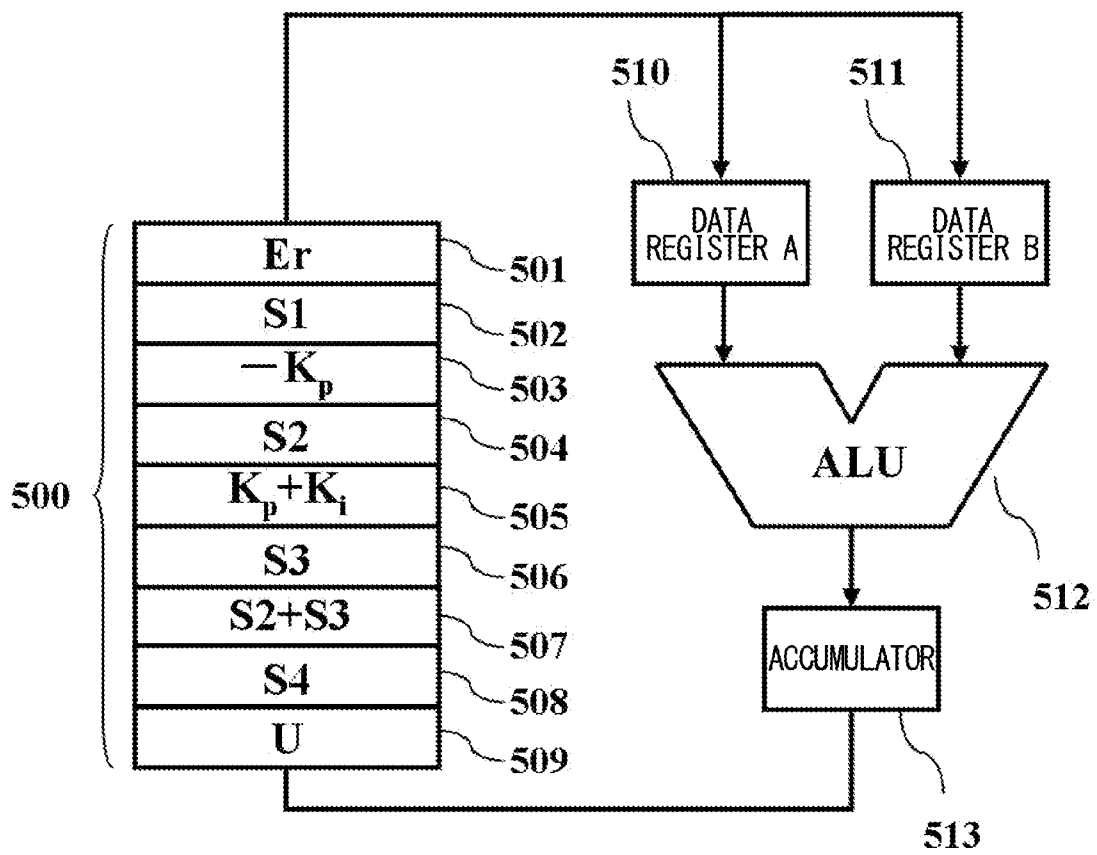 510
511
DATA
REGISTER A
DATA
REGISTER B
500
Er
501
S1
502
−Kp
503
S2
504
Kp+Ki
505
S3
506
S2+S3
507
S4
508
U
509
ALU
512
ACCUMULATOR
513